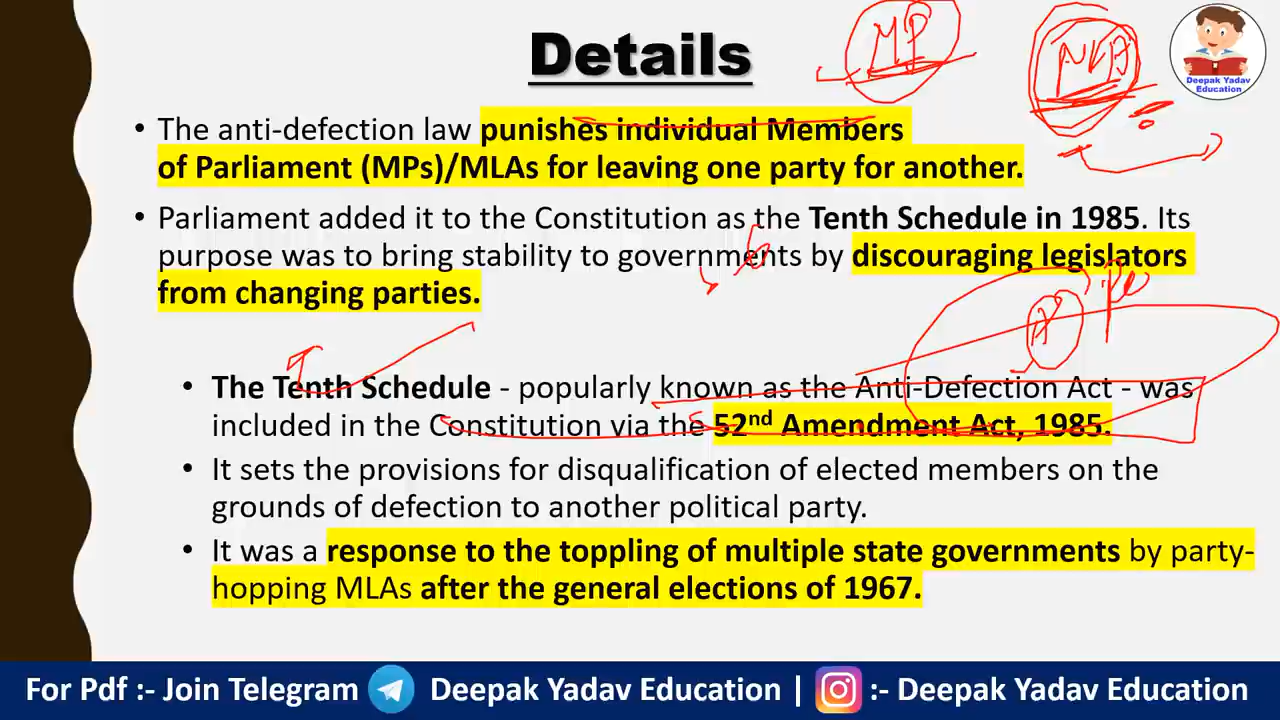 Details
MP
MLA
Deepak Yadav
Education
• The anti-defection law punishes individual Members
of Parliament (MPs)/MLAs for leaving one party for another.
• Parliament added it to the Constitution as the Tenth Schedule in 1985. Its
purpose was to bring stability to governments by discouraging legislators
from changing parties.
• The Tenth Schedule - popularly known as the Anti-Defection Act - was
included in the Constitution via the 52nd Amendment Act, 1985.
• It sets the provisions for disqualification of elected members on the
grounds of defection to another political party.
• It was a response to the toppling of multiple state governments by party-
hopping MLAs after the general elections of 1967.
For Pdf :- Join Telegram Deepak Yadav Education | :- Deepak Yadav Education